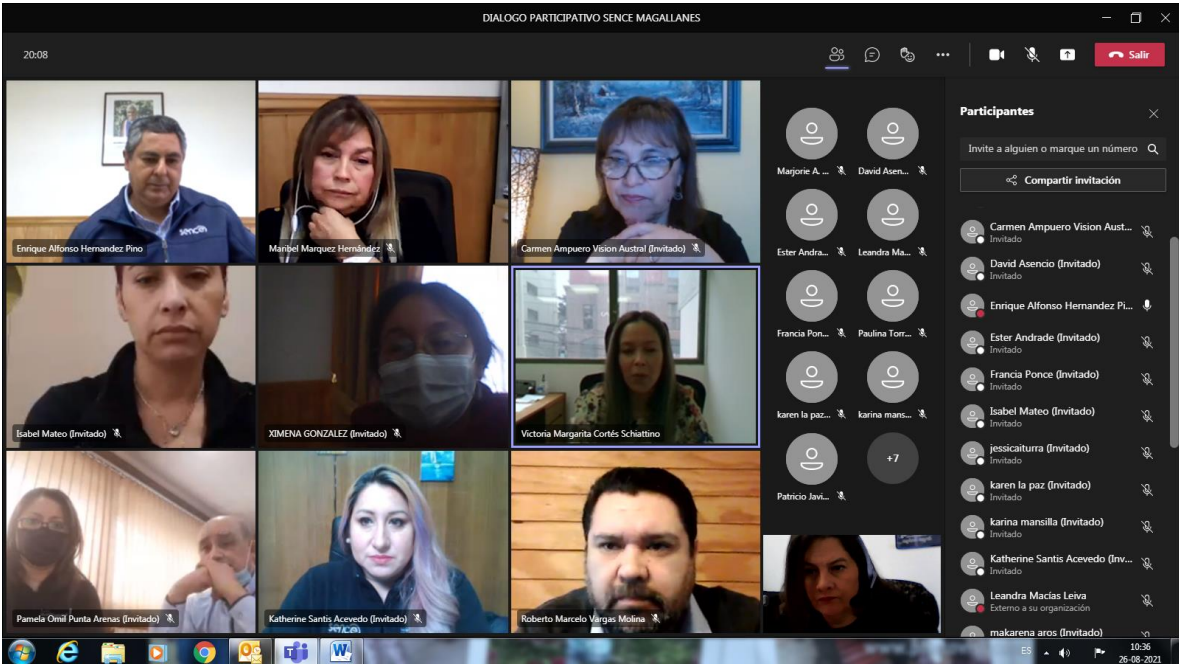 DIALOGO PARTICIPATIVO SENCE MAGALLANES
20:08
Salir
sence
Enrique Alfonso Hernandez Pino
Maribel Marquez Hernández
Carmen Ampuero Vision Austral (Invitado)
Isabel Mateo (Invitado)
XIMENA GONZALEZ (Invitado)
Victoria Margarita Cortés Schiattino
Pamela Omil Punta Arenas (Invitado)
Katherine Santis Acevedo (Invitado)
Roberto Marcelo Vargas Molina
Marjorie A. ...
David Asen...
Ester Andra...
Leandra Ma...
Francia Pon...
Paulina Torr...
karen la paz...
karina mans...
Patricio Javi...
+7
Participantes
Invite a alguien o marque un número
Compartir invitación
Carmen Ampuero Vision Aust...
Invitado
David Asencio (Invitado)
Invitado
Enrique Alfonso Hernandez Pi...
Ester Andrade (Invitado)
Invitado
Francia Ponce (Invitado)
Invitado
Isabel Mateo (Invitado)
Invitado
jessicaiturra (Invitado)
Invitado
karen la paz (Invitado)
Invitado
karina mansilla (Invitado)
Invitado
Katherine Santis Acevedo (Inv...
Invitado
Leandra Macías Leiva
Externo a su organización
makarena aros (Invitado)
ES
10:36
26-08-2021